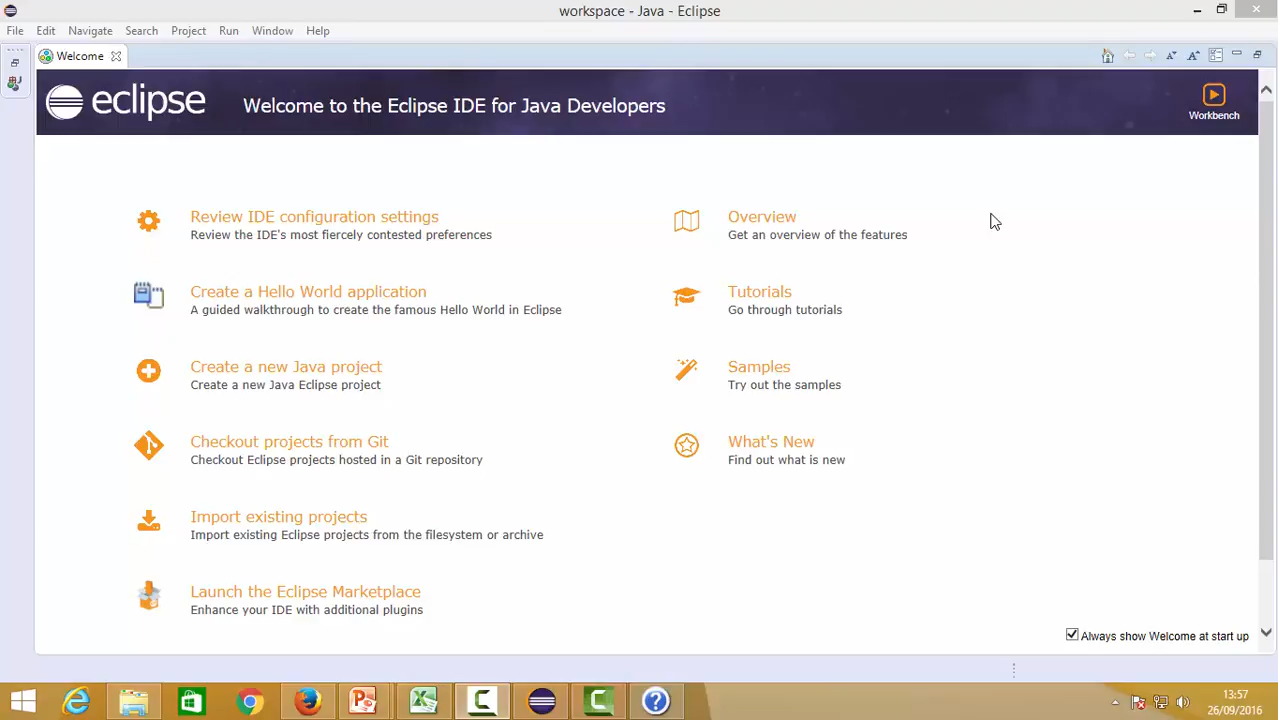 workspace - Java - Eclipse
File Edit Navigate Search Project Run Window Help
Welcome
eclipse
Welcome to the Eclipse IDE for Java Developers
Workbench
Review IDE configuration settings
Review the IDE's most fiercely contested preferences
Overview
Get an overview of the features
Create a Hello World application
A guided walkthrough to create the famous Hello World in Eclipse
Tutorials
Go through tutorials
Create a new Java project
Create a new Java Eclipse project
Samples
Try out the samples
Checkout projects from Git
Checkout Eclipse projects hosted in a Git repository
What's New
Find out what is new
Import existing projects
Import existing Eclipse projects from the filesystem or archive
Launch the Eclipse Marketplace
Enhance your IDE with additional plugins
Always show Welcome at start up
13:57
26/09/2016